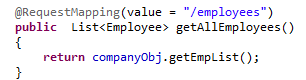 @RequestMapping(value = "/employees")
public  List<Employee> getAllEmployees()
{
    return companyObj.getEmpList();
}